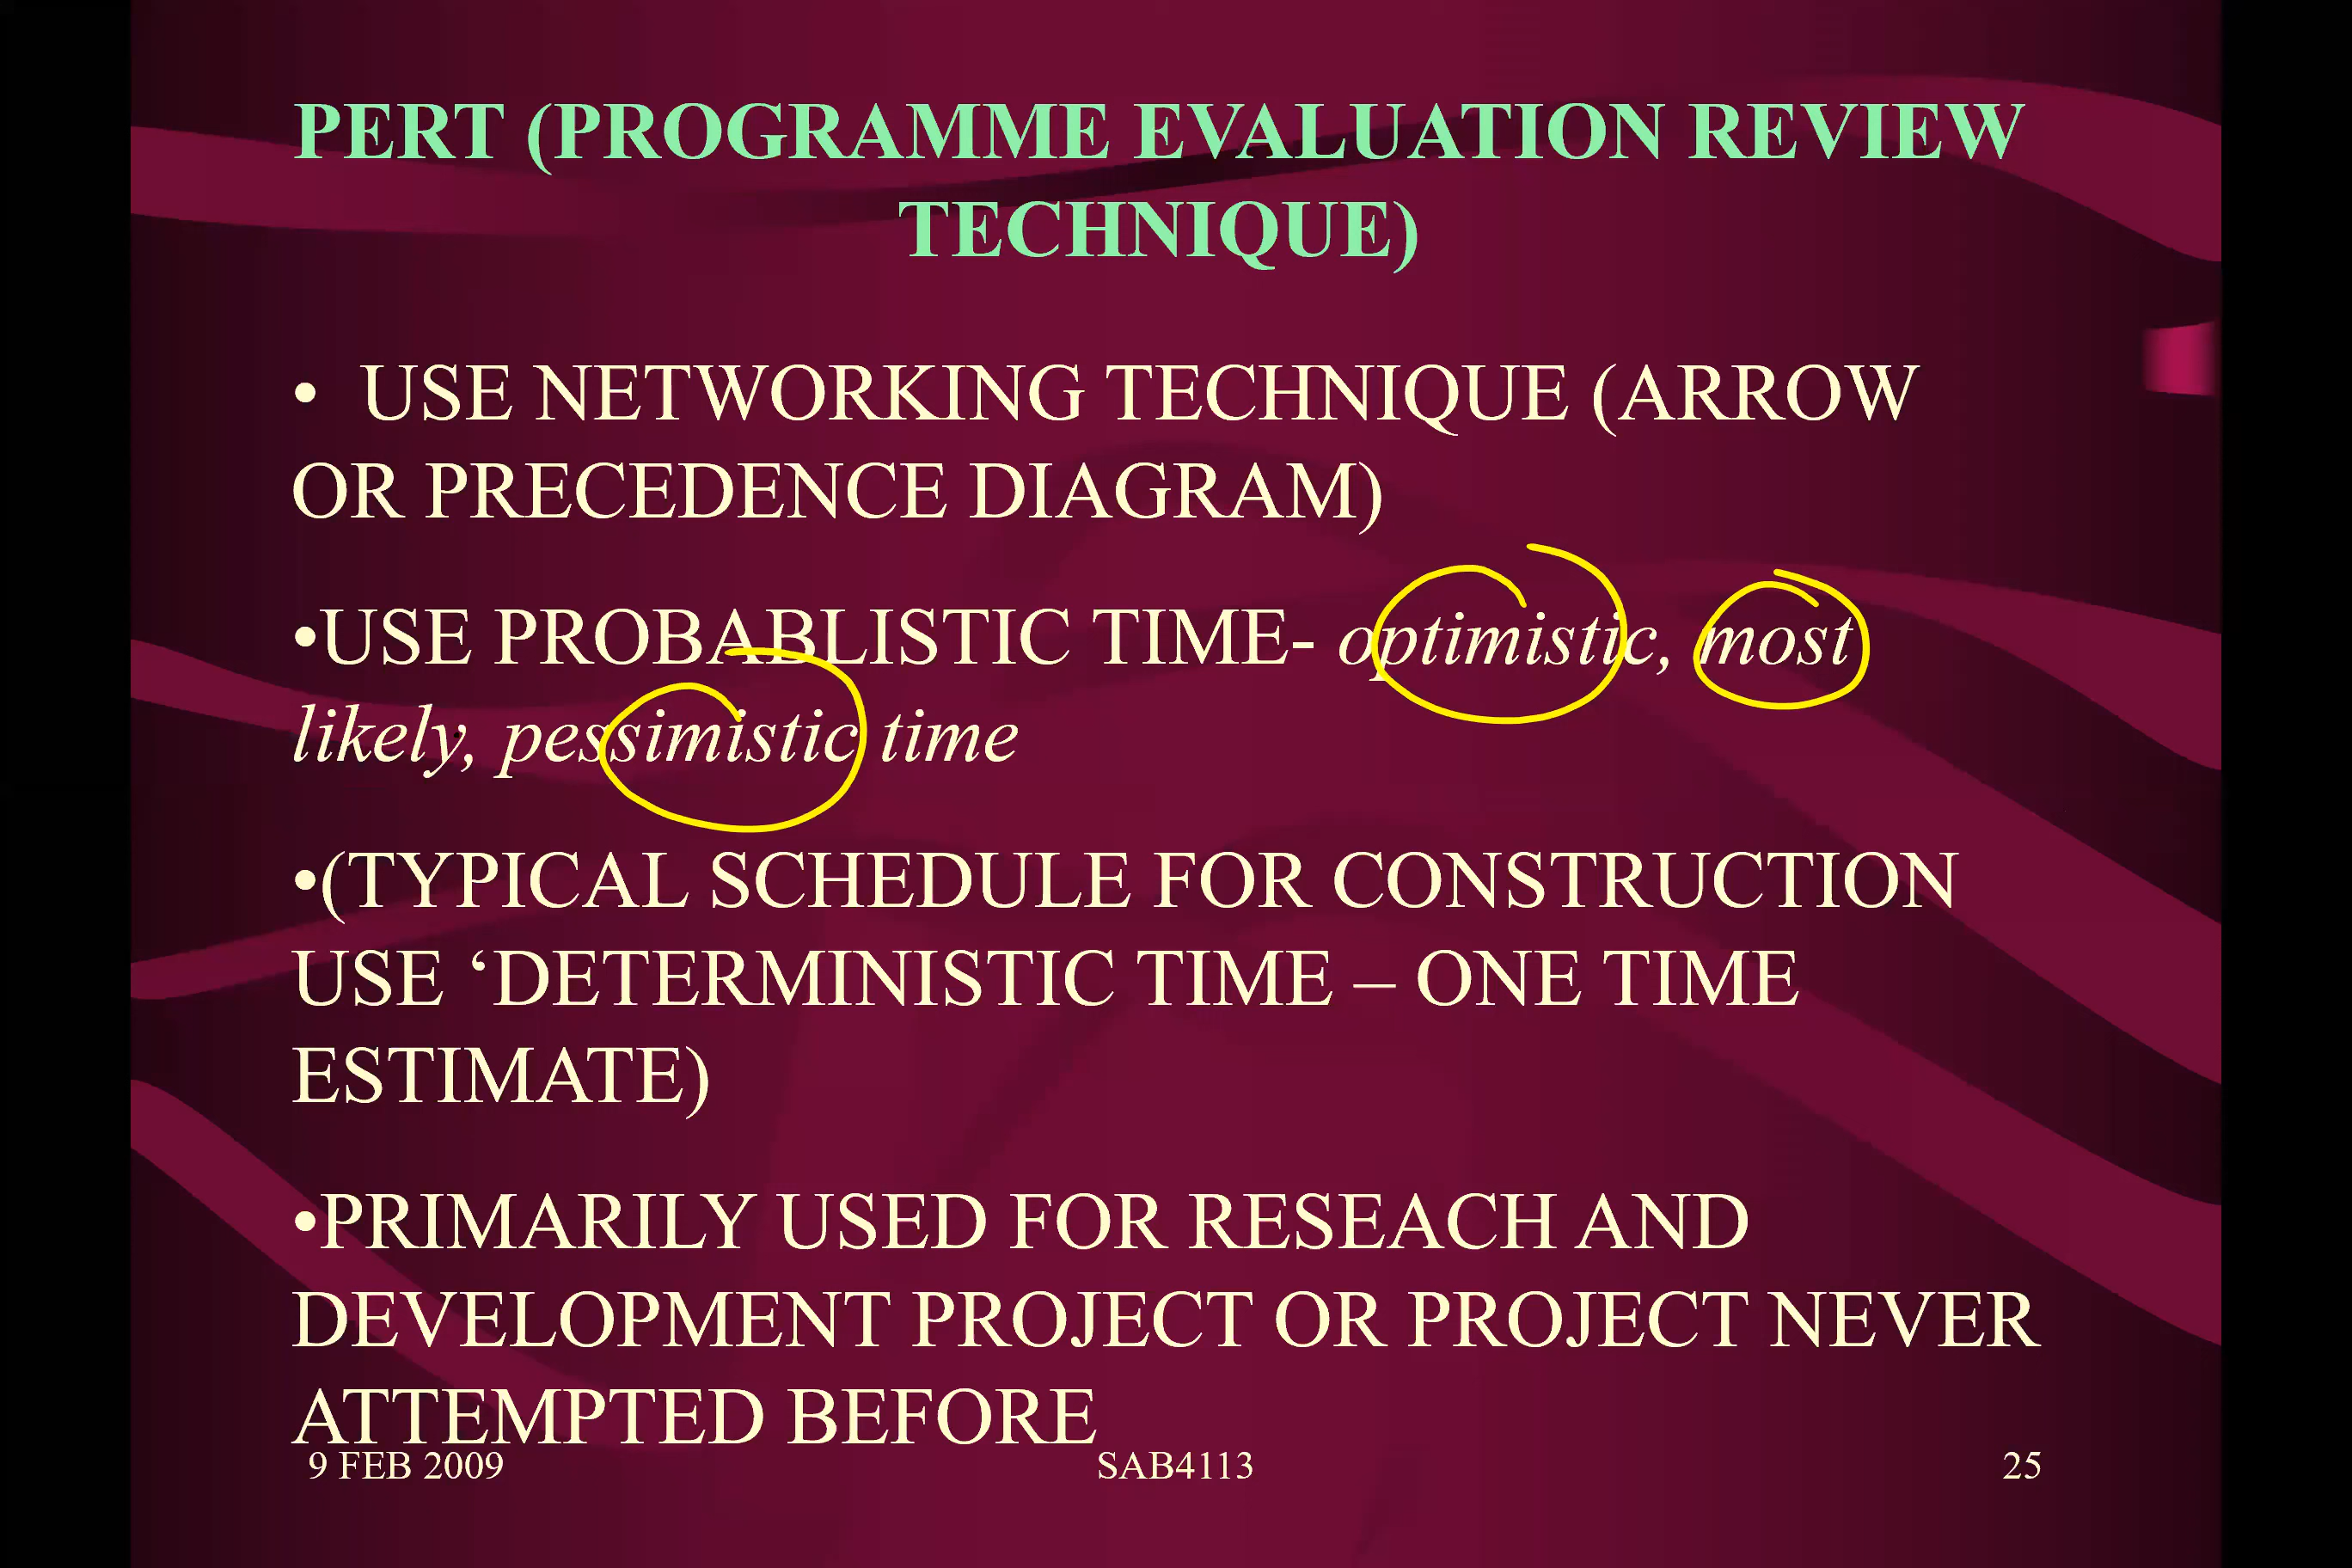 PERT (PROGRAMME EVALUATION REVIEW
TECHNIQUE)
• USE NETWORKING TECHNIQUE (ARROW
OR PRECEDENCE DIAGRAM)
•USE PROBABLISTIC TIME- optimistic, most
likely, pessimistic time
•(TYPICAL SCHEDULE FOR CONSTRUCTION
USE ‘DETERMINISTIC TIME – ONE TIME
ESTIMATE)
•PRIMARILY USED FOR RESEACH AND
DEVELOPMENT PROJECT OR PROJECT NEVER
ATTEMPTED BEFORE
9 FEB 2009 SAB4113 25